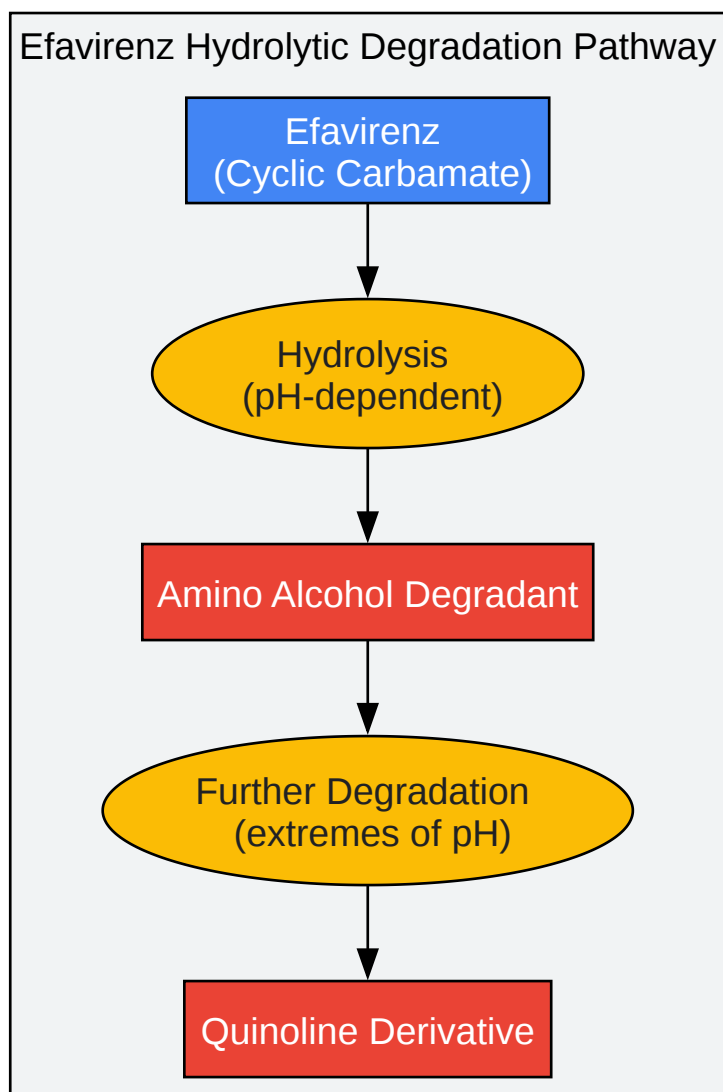 Efavirenz Hydrolytic Degradation Pathway
Efavirenz
(Cyclic Carbamate)
Hydrolysis
(pH-dependent)
Amino Alcohol Degradant
Further Degradation
(extremes of pH)
Quinoline Derivative